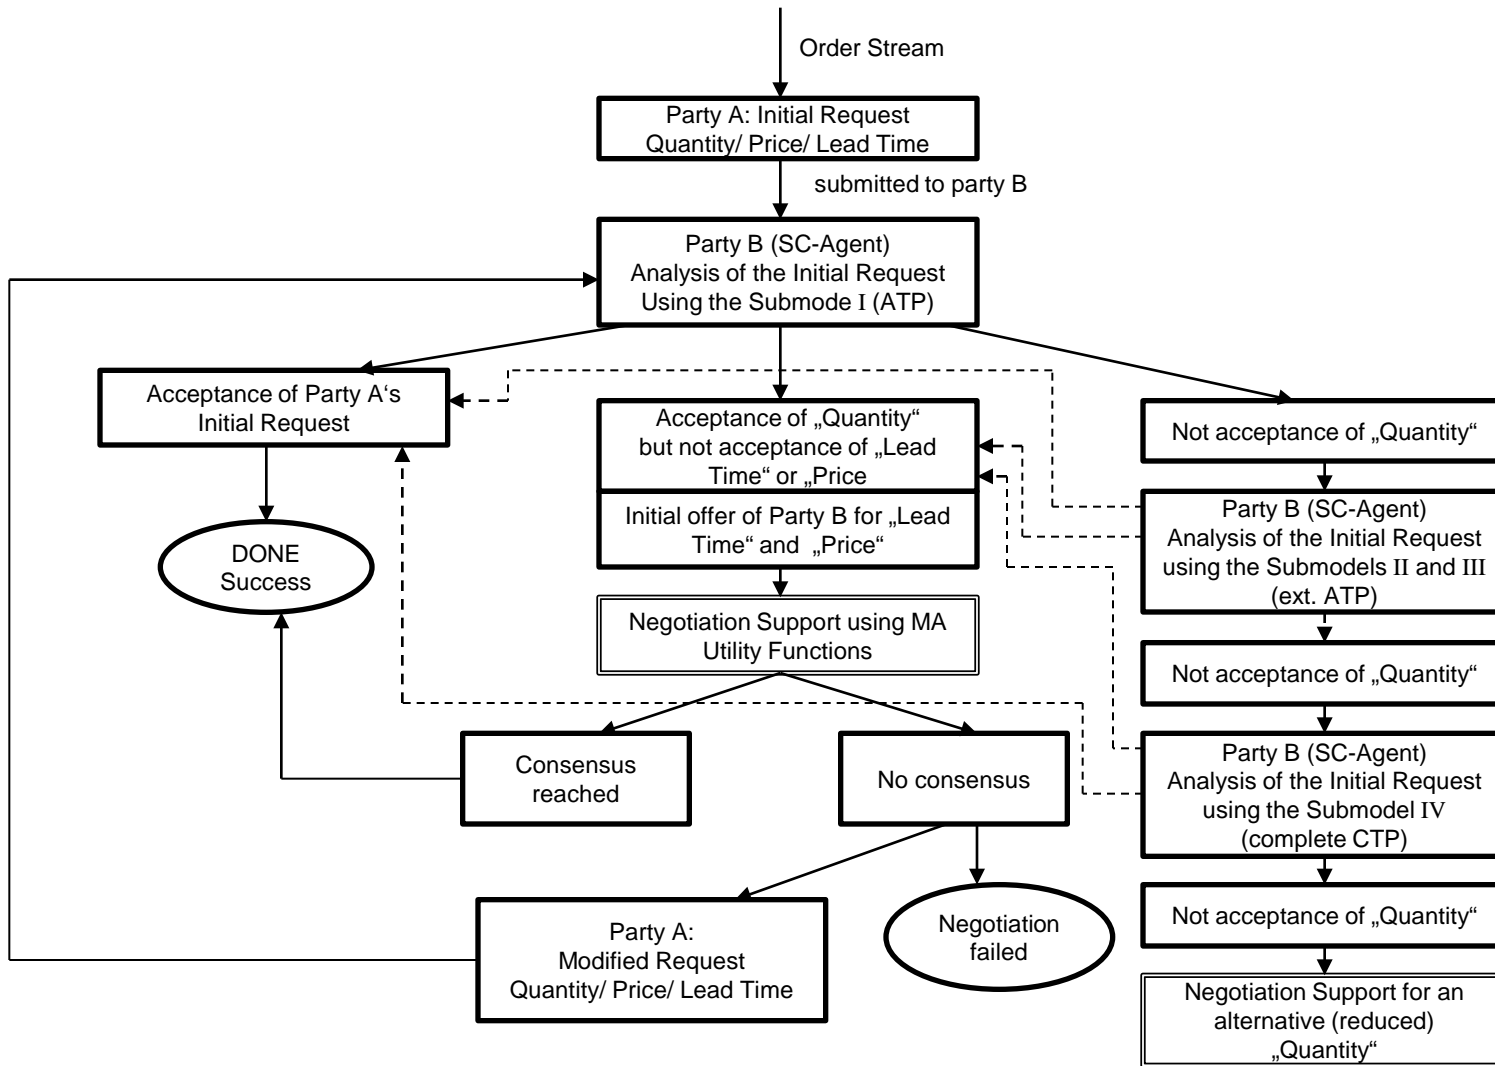 Order Stream
Party A: Initial Request
Quantity/ Price/ Lead Time
submitted to party B
Party B (SC-Agent)
Analysis of the Initial Request
Using the Submode I (ATP)
Acceptance of Party A‘s
Initial Request
Acceptance of „Quantity“
but not acceptance of „Lead
Time“ or „Price
Initial offer of Party B for „Lead
Time“ and „Price“
Not acceptance of „Quantity“
Party B (SC-Agent)
Analysis of the Initial Request
using the Submodels II and III
(ext. ATP)
DONE
Success
Negotiation Support using MA
Utility Functions
Not acceptance of „Quantity“
Consensus
reached
No consensus
Party B (SC-Agent)
Analysis of the Initial Request
using the Submodel IV
(complete CTP)
Party A:
Modified Request
Quantity/ Price/ Lead Time
Negotiation
failed
Not acceptance of „Quantity“
Negotiation Support for an
alternative (reduced)
„Quantity“